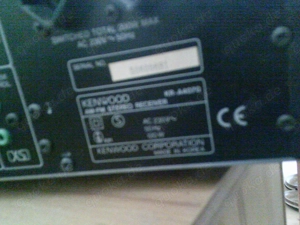 SWITCHED TOTAL 200W MAX
AC 230V ~ 50Hz
SERIAL NO.
KENWOOD KR-A4070
AM-FM STEREO RECEIVER
AC 230V~
50Hz
KENWOOD CORPORATION
MADE IN KOREA
CE